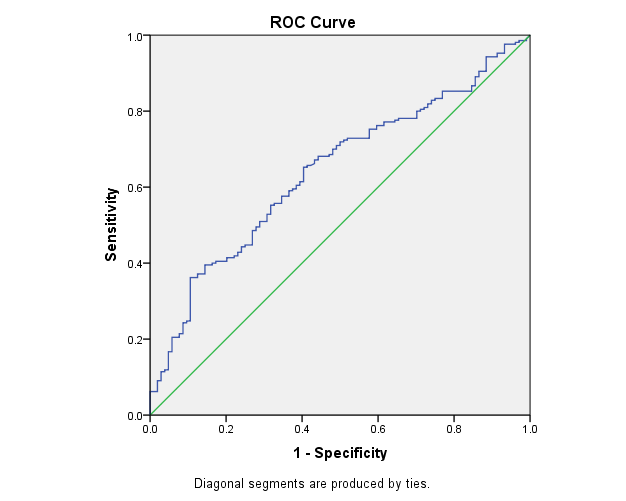 ROC Curve
1.0
0.8
0.6
0.4
0.2
0.0
Sensitivity
0.0 0.2 0.4 0.6 0.8 1.0
1 - Specificity
Diagonal segments are produced by ties.